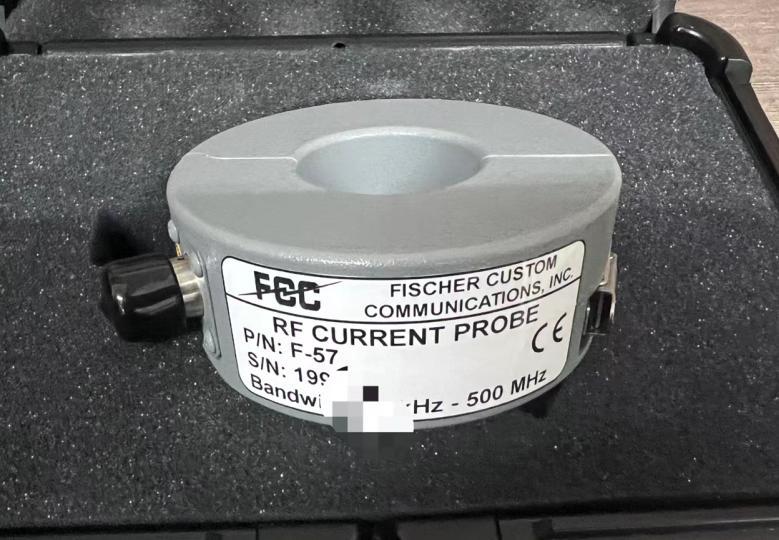 FCC
FISCHER CUSTOM
COMMUNICATIONS, INC.
RF CURRENT PROBE
P/N: F-57
CE
S/N: 199
Hz - 500 MHz